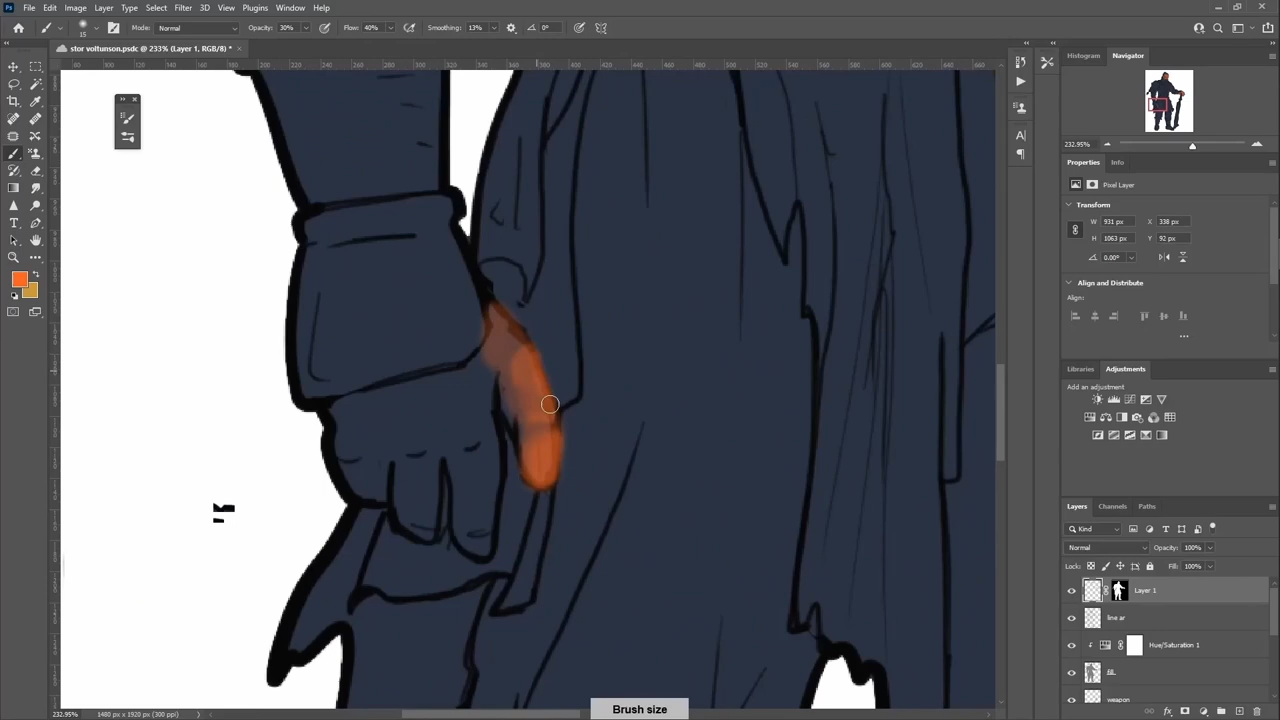 File Edit Image Layer Type Select Filter 3D View Plugins Window Help
15 Mode: Normal Opacity: 30% Flow: 40% Smoothing: 13% 0°
stor voltunson.psdc @ 233% (Layer 1, RGB/8) *
Histogram Navigator
232.95%
Properties Info
Pixel Layer
Transform
W 931 px X 338 px
H 1063 px Y 92 px
0.00°
Align and Distribute
Align:
Libraries Adjustments
Add an adjustment
Layers Channels Paths
Kind
Normal Opacity: 100%
Lock: Fill: 100%
Layer 1
line ar
Hue/Saturation 1
fill
weapon
Brush size
232.95% 1480 px x 1920 px (300 ppi)